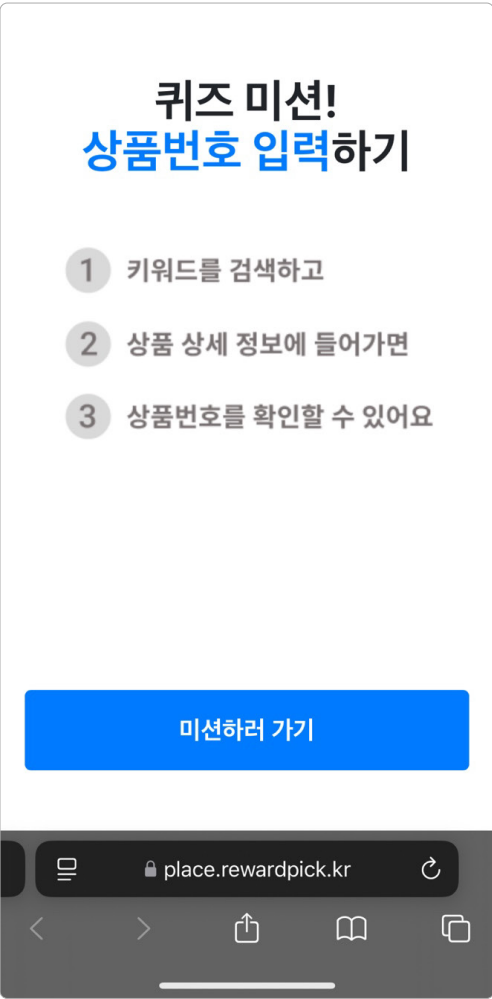 퀴즈 미션!
상품번호 입력하기
1 키워드를 검색하고
2 상품 상세 정보에 들어가면
3 상품번호를 확인할 수 있어요
미션하러 가기
place.rewardpick.kr